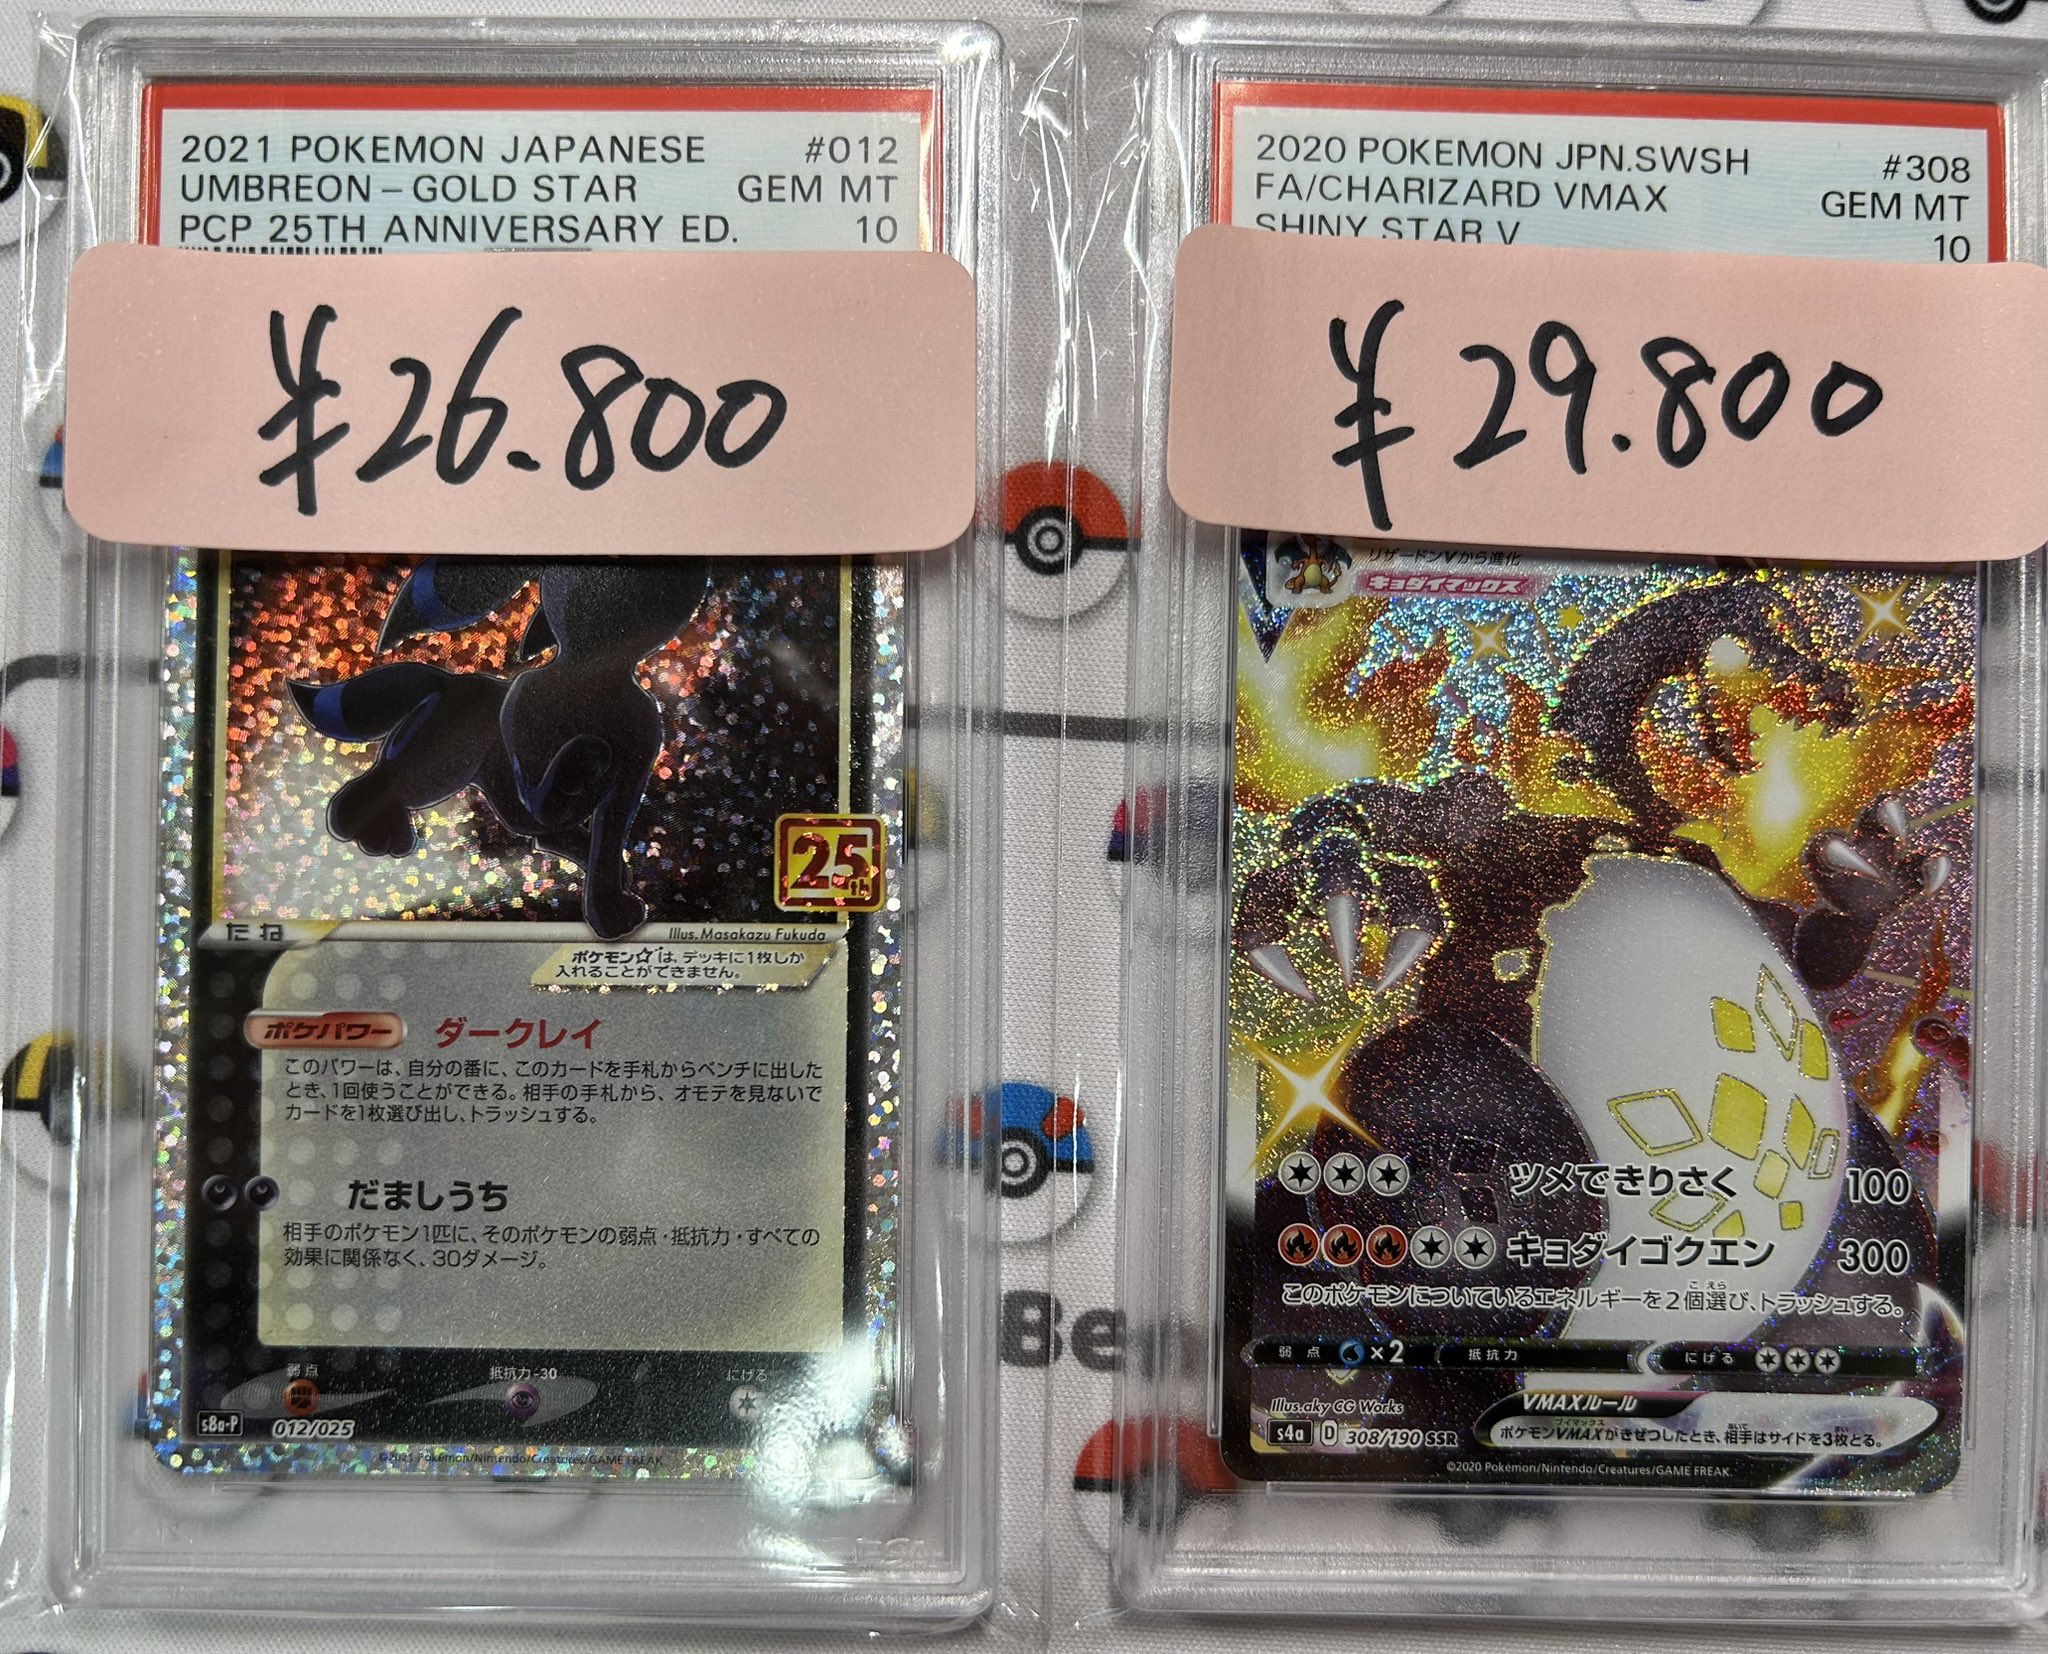 2021 POKEMON JAPANESE #012
UMBREON - GOLD STAR GEM MT
PCP 25TH ANNIVERSARY ED. 10
¥26.800
25th
たね
Illus. Masakazu Fukuda
ポケモン☆は、デッキに1枚しか
入れることができません。
ポケパワー ダークレイ
このパワーは、自分の番に、このカードを手札からベンチに出した
とき、1回使うことができる。相手の手札から、オモテを見ないで
カードを1枚選び出し、トラッシュする。
だましうち
相手のポケモン1匹に、そのポケモンの弱点・抵抗力・すべての
効果に関係なく、30ダメージ。
弱点 抵抗力-30 にげる
s8a-P 012/025
©2021 Pokémon/Nintendo/Creatures/GAME FREAK.
PSA
2020 POKEMON JPN.SWSH #308
FA/CHARIZARD VMAX GEM MT
SHINY STAR V 10
¥29.800
リザードンVから進化
キョダイマックス
ツメできりさく 100
キョダイゴクエン 300
このポケモンについているエネルギーを2個選び、トラッシュする。
弱点 ×2 抵抗力 にげる
Illus.aky CG Works
VMAXルール
s4a D 308/190 SSR
ポケモンVMAXがきぜつしたとき、相手はサイドを3枚とる。
©2020 Pokémon/Nintendo/Creatures/GAME FREAK.
Be